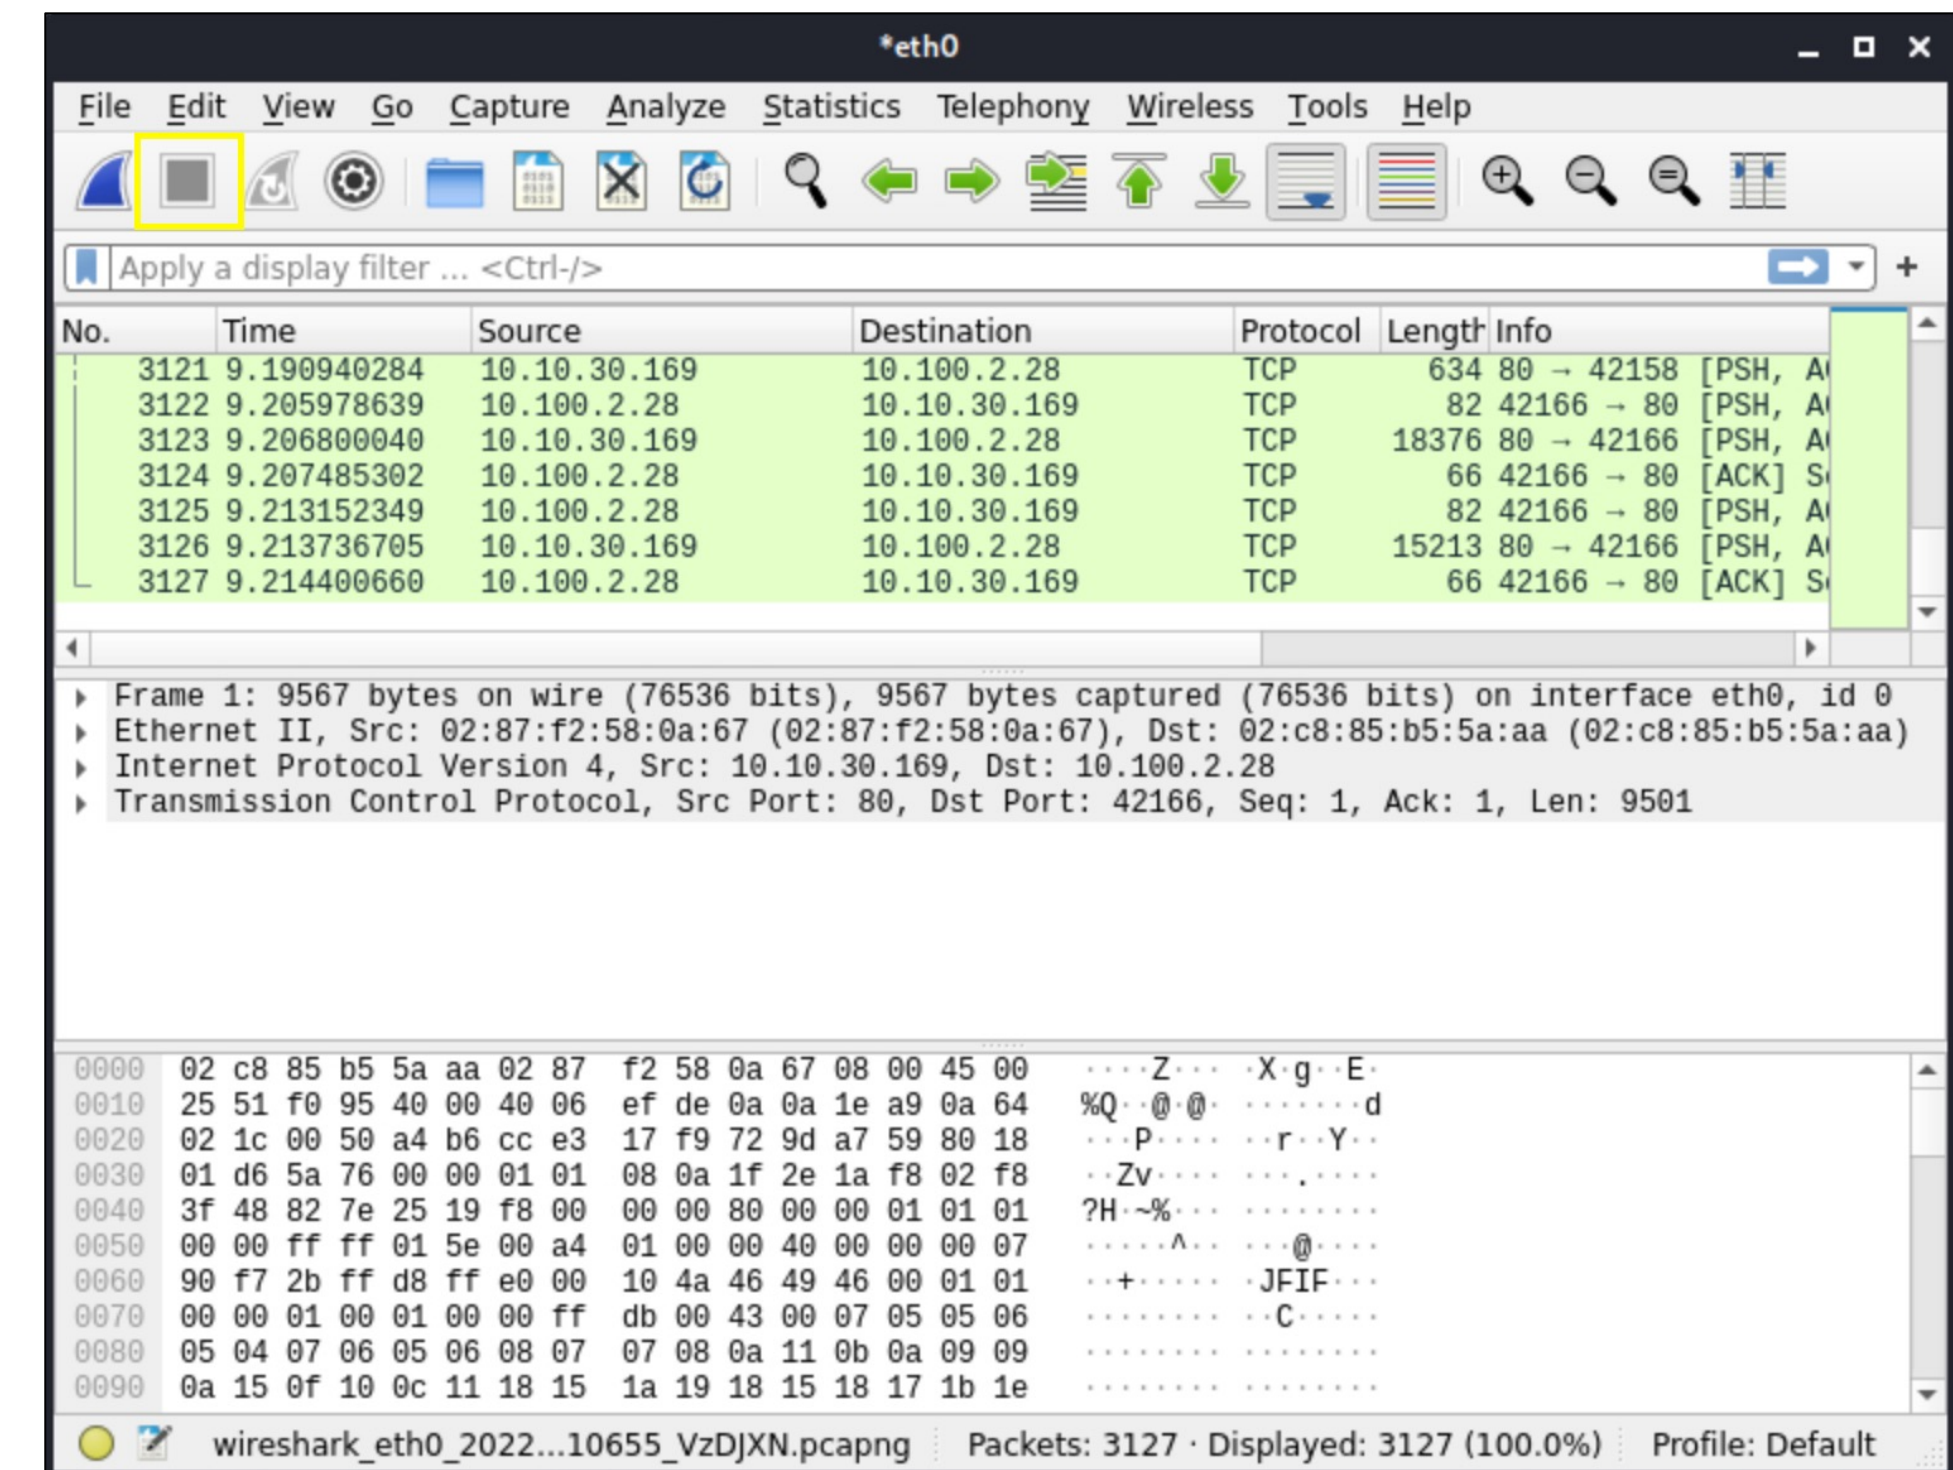 *eth0
File Edit View Go Capture Analyze Statistics Telephony Wireless Tools Help
Apply a display filter ... <Ctrl-/>
No. Time Source Destination Protocol Length Info
3121 9.190940284 10.10.30.169 10.100.2.28 TCP 634 80 → 42158 [PSH, A
3122 9.205978639 10.100.2.28 10.10.30.169 TCP 82 42166 → 80 [PSH, A
3123 9.206800040 10.10.30.169 10.100.2.28 TCP 18376 80 → 42166 [PSH, A
3124 9.207485302 10.100.2.28 10.10.30.169 TCP 66 42166 → 80 [ACK] S
3125 9.213152349 10.100.2.28 10.10.30.169 TCP 82 42166 → 80 [PSH, A
3126 9.213736705 10.10.30.169 10.100.2.28 TCP 15213 80 → 42166 [PSH, A
3127 9.214400660 10.100.2.28 10.10.30.169 TCP 66 42166 → 80 [ACK] S
Frame 1: 9567 bytes on wire (76536 bits), 9567 bytes captured (76536 bits) on interface eth0, id 0
Ethernet II, Src: 02:87:f2:58:0a:67 (02:87:f2:58:0a:67), Dst: 02:c8:85:b5:5a:aa (02:c8:85:b5:5a:aa)
Internet Protocol Version 4, Src: 10.10.30.169, Dst: 10.100.2.28
Transmission Control Protocol, Src Port: 80, Dst Port: 42166, Seq: 1, Ack: 1, Len: 9501
0000 02 c8 85 b5 5a aa 02 87 f2 58 0a 67 08 00 45 00 ····Z··· ·X·g··E·
0010 25 51 f0 95 40 00 40 06 ef de 0a 0a 1e a9 0a 64 %Q··@·@· ·······d
0020 02 1c 00 50 a4 b6 cc e3 17 f9 72 9d a7 59 80 18 ···P···· ··r··Y··
0030 01 d6 5a 76 00 00 01 01 08 0a 1f 2e 1a f8 02 f8 ··Zv···· ···.····
0040 3f 48 82 7e 25 19 f8 00 00 00 80 00 00 01 01 01 ?H·~%··· ········
0050 00 00 ff ff 01 5e 00 a4 01 00 00 40 00 00 00 07 ·····^·· ···@····
0060 90 f7 2b ff d8 ff e0 00 10 4a 46 49 46 00 01 01 ··+····· ·JFIF···
0070 00 00 01 00 01 00 00 ff db 00 43 00 07 05 05 06 ········ ··C·····
0080 05 04 07 06 05 06 08 07 07 08 0a 11 0b 0a 09 09 ········ ········
0090 0a 15 0f 10 0c 11 18 15 1a 19 18 15 18 17 1b 1e ········ ········
wireshark_eth0_2022...10655_VzDJXN.pcapng Packets: 3127 · Displayed: 3127 (100.0%) Profile: Default